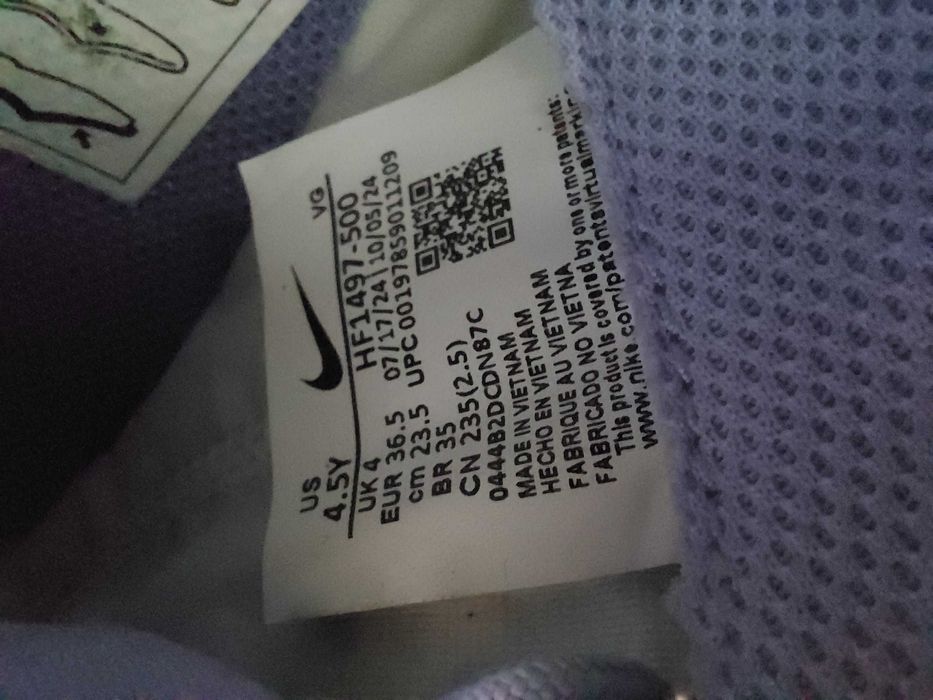 US
4.5Y
VG
UK 4
HF1497-500
EUR 36.5
07/17/24 | 10/05/24
cm 23.5
UPC 00197859011209
BR 35
CN 235(2.5)
0444B2DCDN87C
MADE IN VIETNAM
HECHO EN VIETNAM
FABRIQUE AU VIETNAM
FABRICADO NO VIETNA
This product is covered by one or more patents:
www.nike.com/patentsvirtualmarking